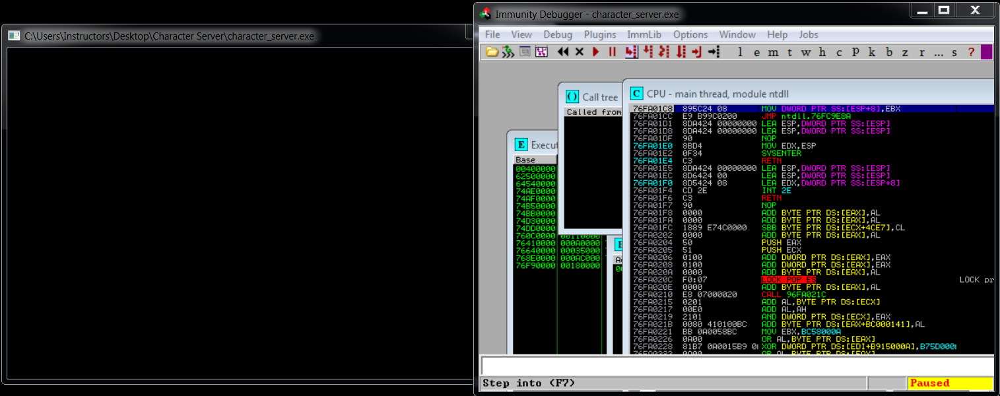 C:\Users\Instructors\Desktop\Character Server\character_server.exe
Immunity Debugger - character_server.exe
File View Debug Plugins ImmLib Options Window Help Jobs
l e m t w h c P k b z r ... s ?
Call tree
Called from
Execut
Base
00400000
62500000
64540000
74AE0000
74AF0000
74B50000
74BB0000
74D30000
74DD0000
760C0000 00110000
76410000 000A0000
76640000 00035000
768E0000 000AC000
76F90000 00180000
CPU - main thread, module ntdll
76FA01C8 895C24 08 MOV DWORD PTR SS:[ESP+8],EBX
76FA01CC E9 B99C0200 JMP ntdll.76FC9E8A
76FA01D1 8DA424 00000000 LEA ESP,DWORD PTR SS:[ESP]
76FA01D8 8DA424 00000000 LEA ESP,DWORD PTR SS:[ESP]
76FA01DF 90 NOP
76FA01E0 8BD4 MOV EDX,ESP
76FA01E2 0F34 SYSENTER
76FA01E4 C3 RETN
76FA01E5 8DA424 00000000 LEA ESP,DWORD PTR SS:[ESP]
76FA01EC 8D6424 00 LEA ESP,DWORD PTR SS:[ESP]
76FA01F0 8D5424 08 LEA EDX,DWORD PTR SS:[ESP+8]
76FA01F4 CD 2E INT 2E
76FA01F6 C3 RETN
76FA01F7 90 NOP
76FA01F8 0000 ADD BYTE PTR DS:[EAX],AL
76FA01FA 0000 ADD BYTE PTR DS:[EAX],AL
76FA01FC 1889 E74C0000 SBB BYTE PTR DS:[ECX+4CE7],CL
76FA0202 0000 ADD BYTE PTR DS:[EAX],AL
76FA0204 50 PUSH EAX
76FA0205 51 PUSH ECX
76FA0206 0100 ADD DWORD PTR DS:[EAX],EAX
76FA0208 0100 ADD DWORD PTR DS:[EAX],EAX
76FA020A 0000 ADD BYTE PTR DS:[EAX],AL
76FA020C F0:07 LOCK POP ES LOCK pr
76FA020E 0000 ADD BYTE PTR DS:[EAX],AL
76FA0210 E8 07000020 CALL 96FA021C
76FA0215 0201 ADD AL,BYTE PTR DS:[ECX]
76FA0217 00E0 ADD AL,AH
76FA0219 2101 AND DWORD PTR DS:[ECX],EAX
76FA021B 0080 410100BC ADD BYTE PTR DS:[EAX+BC000141],AL
76FA0221 BB 0A0058BC MOV EBX,BC58000A
76FA0226 0A00 OR AL,BYTE PTR DS:[EAX]
76FA0228 81B7 0A0015B9 0 XOR DWORD PTR DS:[EDI+B915000A],B75D000
Step into (F7)
Paused